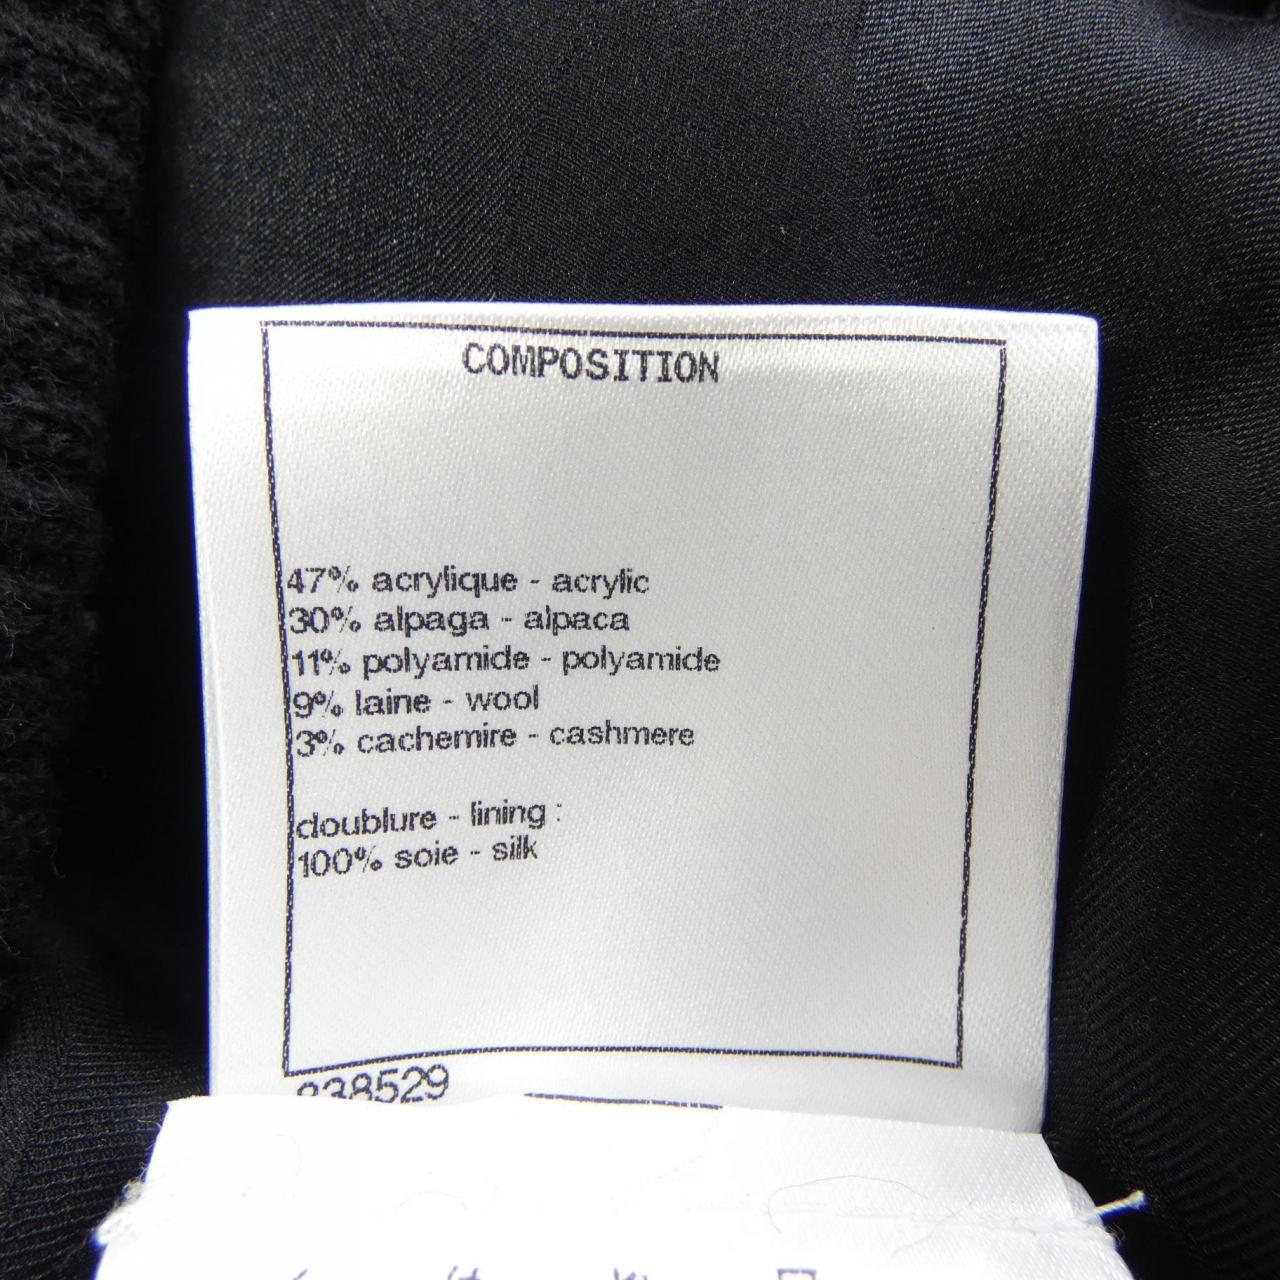 COMPOSITION
47% acrylique - acrylic
30% alpaga - alpaca
11% polyamide - polyamide
9% laine - wool
3% cachemire - cashmere
doublure - lining :
100% soie - silk
838529